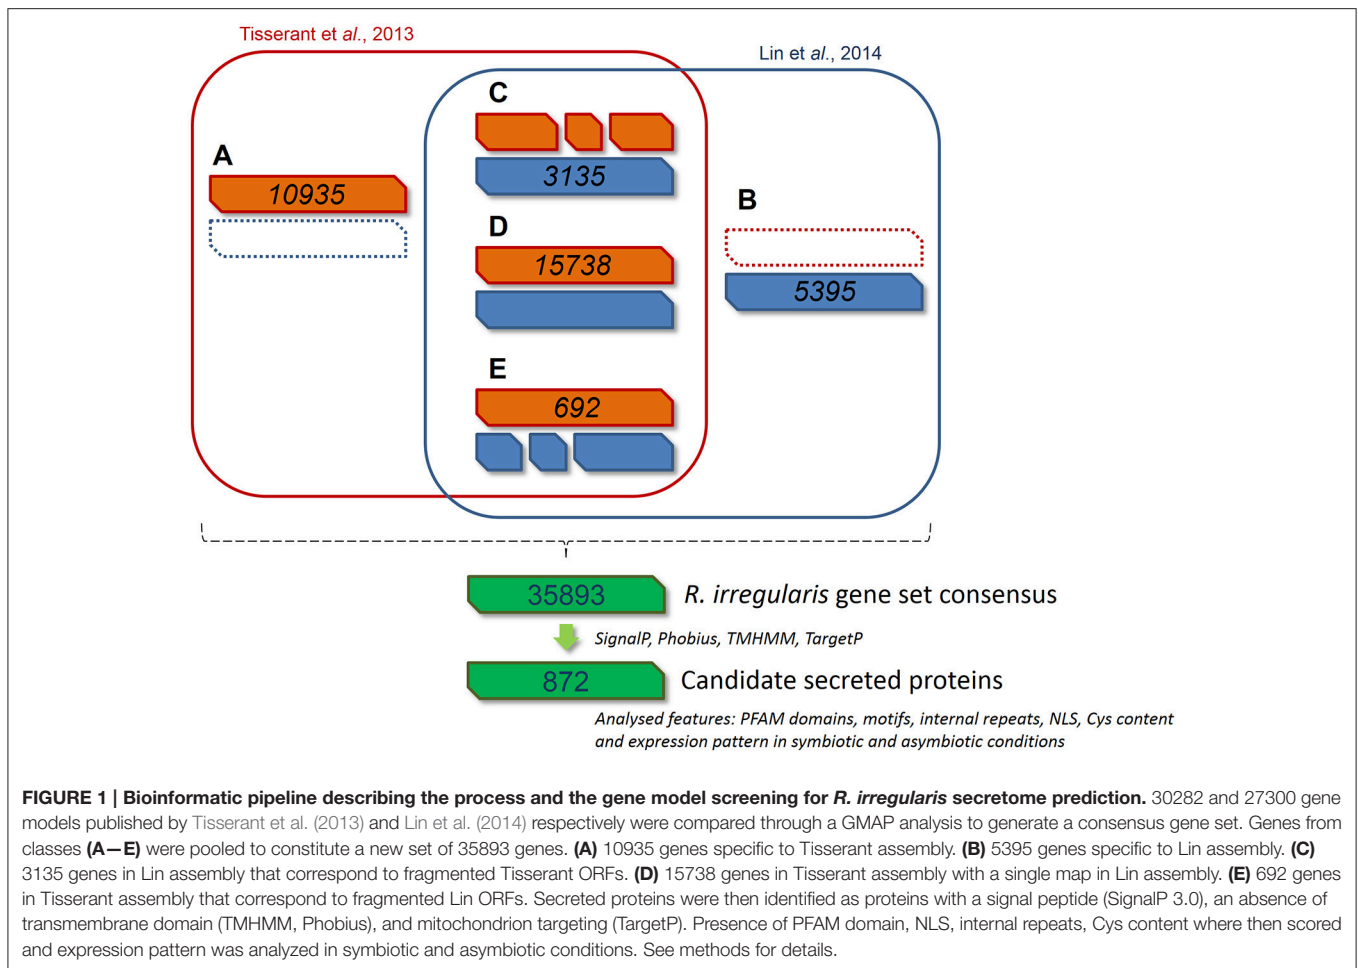 Tisserant et al., 2013
Lin et al., 2014
C
A
3135
10935
B
D
15738
5395
E
692
35893
R. irregularis gene set consensus
SignalP, Phobius, TMHMM, TargetP
872
Candidate secreted proteins
Analysed features: PFAM domains, motifs, internal repeats, NLS, Cys content
and expression pattern in symbiotic and asymbiotic conditions
FIGURE 1 | Bioinformatic pipeline describing the process and the gene model screening for R. irregularis secretome prediction. 30282 and 27300 gene
models published by Tisserant et al. (2013) and Lin et al. (2014) respectively were compared through a GMAP analysis to generate a consensus gene set. Genes from
classes (A—E) were pooled to constitute a new set of 35893 genes. (A) 10935 genes specific to Tisserant assembly. (B) 5395 genes specific to Lin assembly. (C)
3135 genes in Lin assembly that correspond to fragmented Tisserant ORFs. (D) 15738 genes in Tisserant assembly with a single map in Lin assembly. (E) 692 genes
in Tisserant assembly that correspond to fragmented Lin ORFs. Secreted proteins were then identified as proteins with a signal peptide (SignalP 3.0), an absence of
transmembrane domain (TMHMM, Phobius), and mitochondrion targeting (TargetP). Presence of PFAM domain, NLS, internal repeats, Cys content where then scored
and expression pattern was analyzed in symbiotic and asymbiotic conditions. See methods for details.